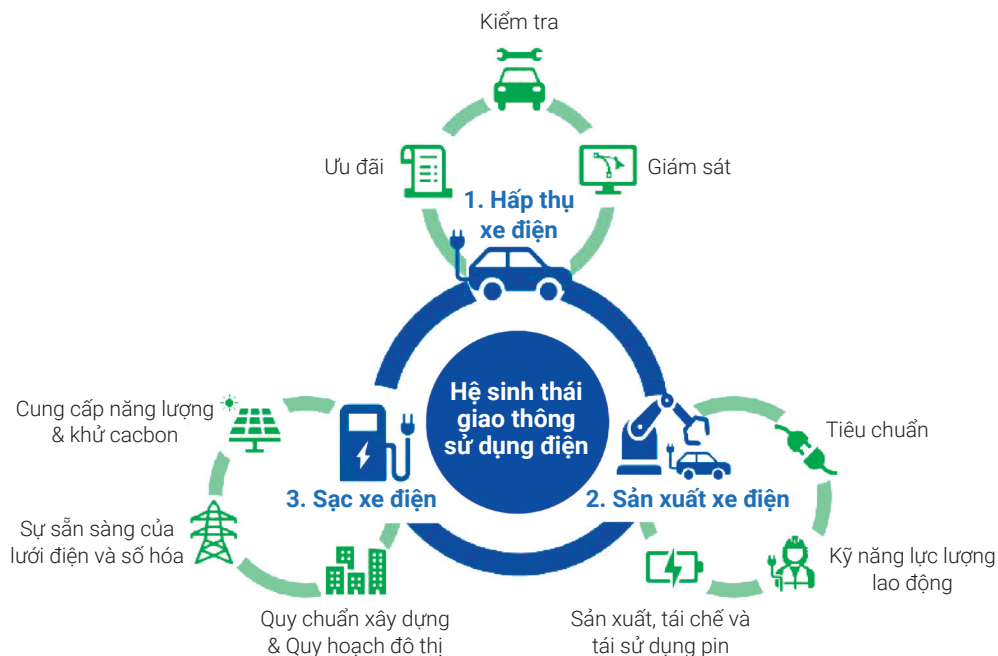 Kiểm tra
Ưu đãi
Giám sát
1. Hấp thụ
xe điện
Hệ sinh thái
giao thông
sử dụng điện
Cung cấp năng lượng
& khử cacbon
Tiêu chuẩn
3. Sạc xe điện
2. Sản xuất xe điện
Sự sẵn sàng của
lưới điện và số hóa
Kỹ năng lực lượng
lao động
Quy chuẩn xây dựng
& Quy hoạch đô thị
Sản xuất, tái chế và
tái sử dụng pin